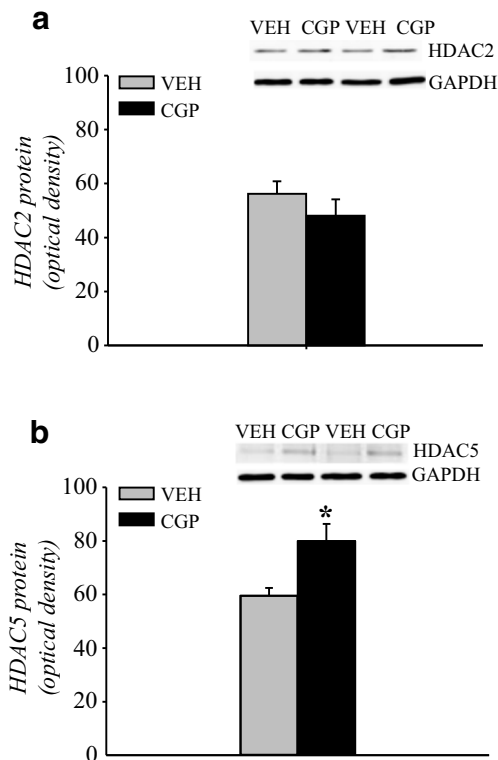 a
VEH CGP VEH CGP
HDAC2
GAPDH
100
80
60
40
20
0
HDAC2 protein
(optical density)
VEH
CGP
b
VEH CGP VEH CGP
HDAC5
GAPDH
100
80
60
40
20
0
HDAC5 protein
(optical density)
VEH
CGP
*